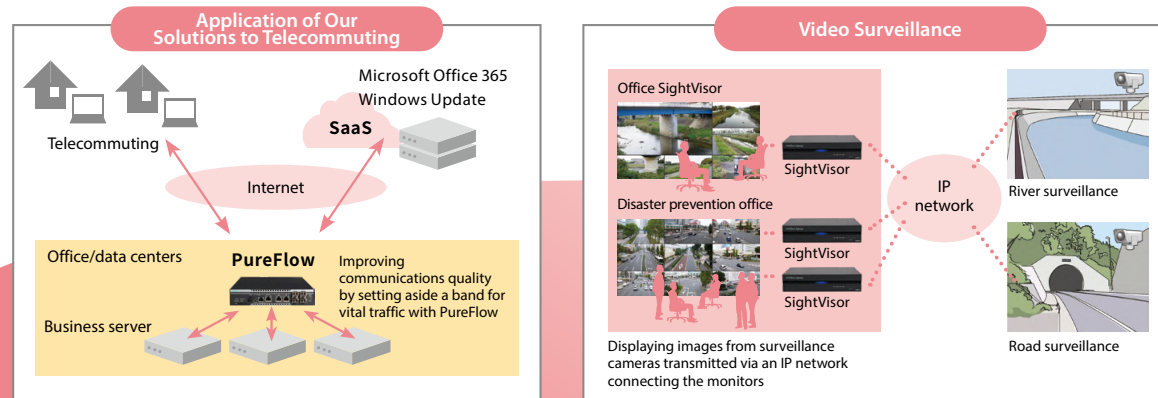 Application of Our
Solutions to Telecommuting
Microsoft Office 365
Windows Update
SaaS
Telecommuting
Internet
Office/data centers
PureFlow
Improving
communications quality
by setting aside a band for
vital traffic with PureFlow
Business server
Video Surveillance
Office SightVisor
SightVisor
Disaster prevention office
SightVisor
SightVisor
IP
network
River surveillance
Road surveillance
Displaying images from surveillance
cameras transmitted via an IP network
connecting the monitors